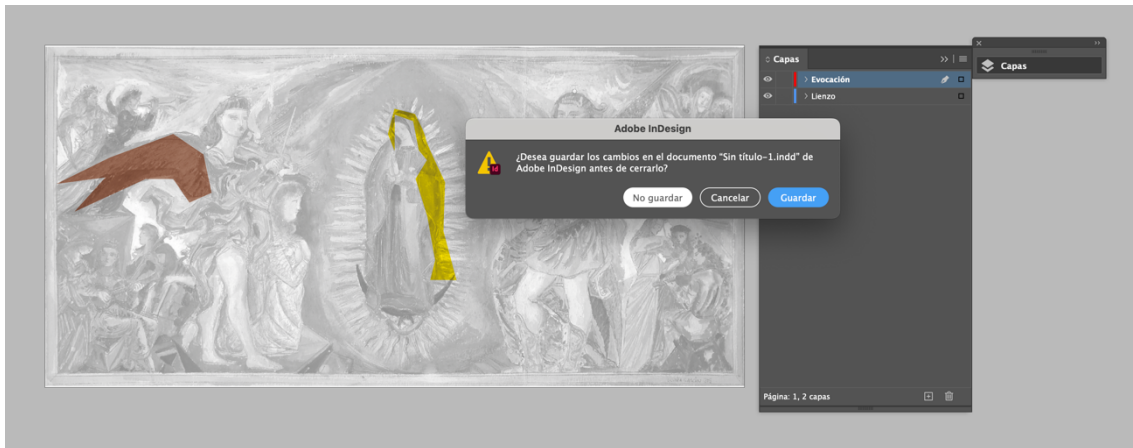 Capas
Evocación
Lienzo
Página: 1, 2 capas
Capas
Adobe InDesign
¿Desea guardar los cambios en el documento “Sin título-1.indd” de
Adobe InDesign antes de cerrarlo?
No guardar
Cancelar
Guardar